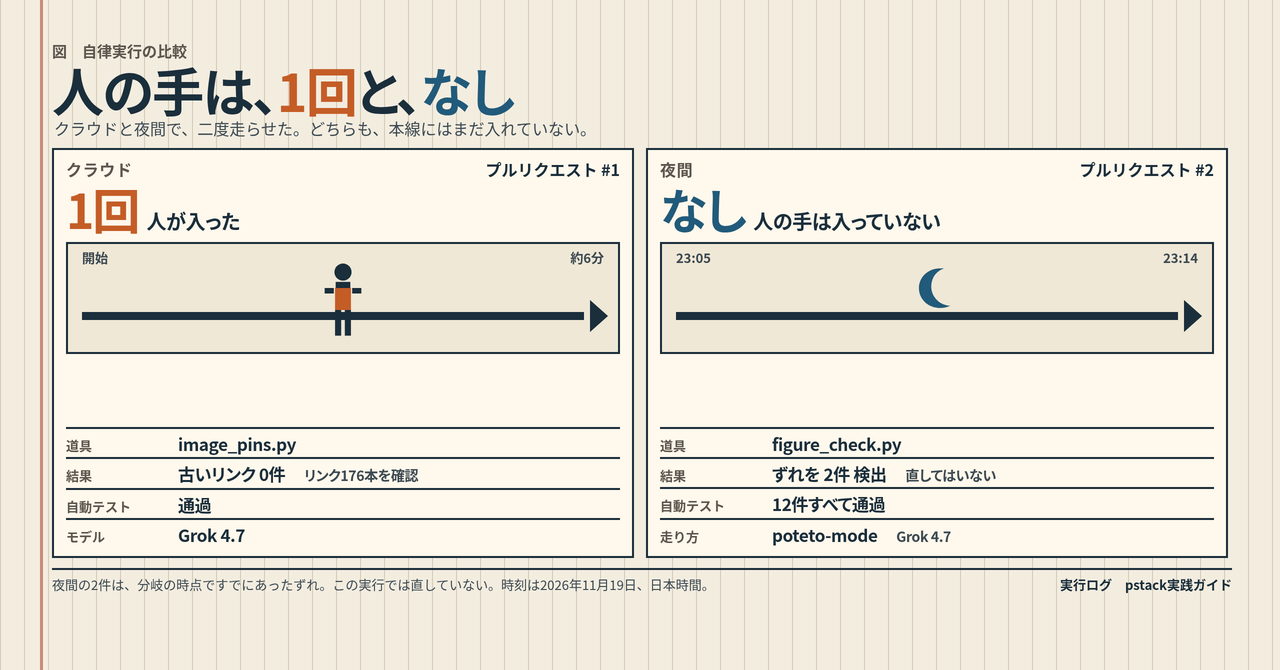 図　自律実行の比較
人の手は、1回と、なし
クラウドと夜間で、二度走らせた。どちらも、本線にはまだ入れていない。
クラウド　プルリクエスト #1
1回 人が入った
開始　約6分
道具　image_pins.py
結果　古いリンク 0件　リンク176本を確認
自動テスト　通過
モデル　Grok 4.7
夜間　プルリクエスト #2
なし 人の手は入っていない
23:05　23:14
道具　figure_check.py
結果　ずれを 2件 検出　直してはいない
自動テスト　12件すべて通過
走り方　poteto-mode　Grok 4.7
夜間の2件は、分岐の時点ですでにあったずれ。この実行では直していない。時刻は2026年11月19日、日本時間。
実行ログ　pstack実践ガイド